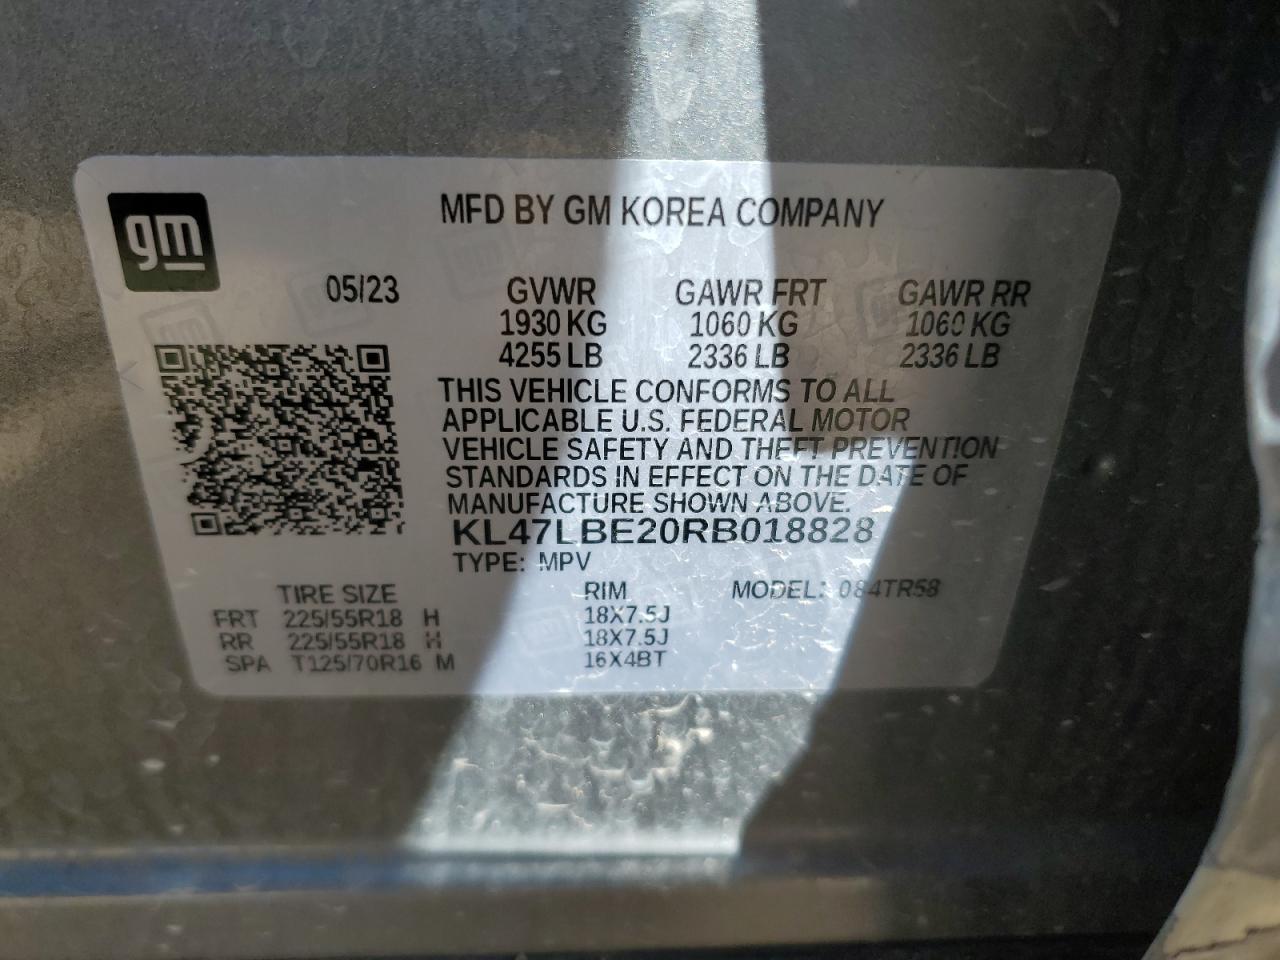 gm
MFD BY GM KOREA COMPANY
05/23 GVWR GAWR FRT GAWR RR
1930 KG 1060 KG 1060 KG
4255 LB 2336 LB 2336 LB
THIS VEHICLE CONFORMS TO ALL
APPLICABLE U.S. FEDERAL MOTOR
VEHICLE SAFETY AND THEFT PREVENTION
STANDARDS IN EFFECT ON THE DATE OF
MANUFACTURE SHOWN ABOVE.
KL47LBE20RB018828
TYPE: MPV
TIRE SIZE RIM MODEL: 084TR58
FRT 225/55R18 H 18X7.5J
RR 225/55R18 H 18X7.5J
SPA T125/70R16 M 16X4BT